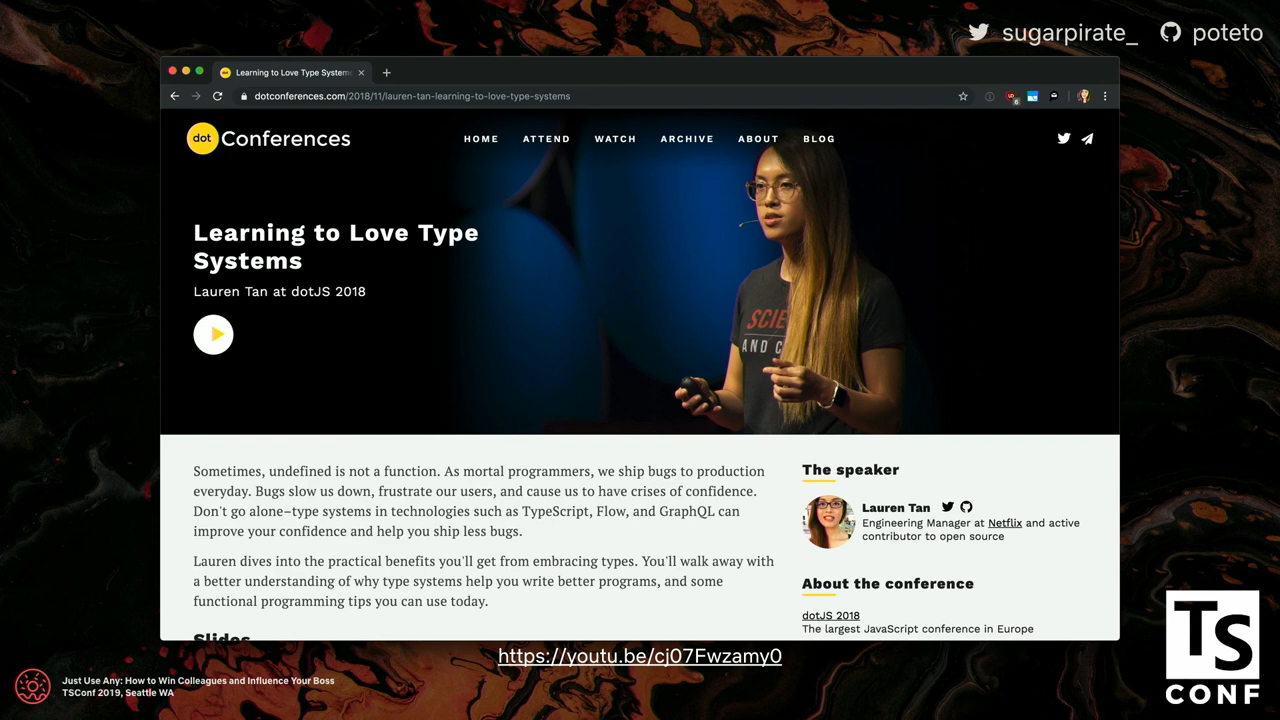 sugarpirate_ poteto
Learning to Love Type System
dotconferences.com/2018/11/lauren-tan-learning-to-love-type-systems
6
dot Conferences
HOME ATTEND WATCH ARCHIVE ABOUT BLOG
SCIE
AND C
Learning to Love Type
Systems
Lauren Tan at dotJS 2018
Sometimes, undefined is not a function. As mortal programmers, we ship bugs to production
everyday. Bugs slow us down, frustrate our users, and cause us to have crises of confidence.
Don't go alone–type systems in technologies such as TypeScript, Flow, and GraphQL can
improve your confidence and help you ship less bugs.
Lauren dives into the practical benefits you'll get from embracing types. You'll walk away with
a better understanding of why type systems help you write better programs, and some
functional programming tips you can use today.
Slides
The speaker
Lauren Tan
Engineering Manager at Netflix and active
contributor to open source
About the conference
dotJS 2018
The largest JavaScript conference in Europe
https://youtu.be/cj07Fwzamy0
Just Use Any: How to Win Colleagues and Influence Your Boss
TSConf 2019, Seattle WA
TS
CONF